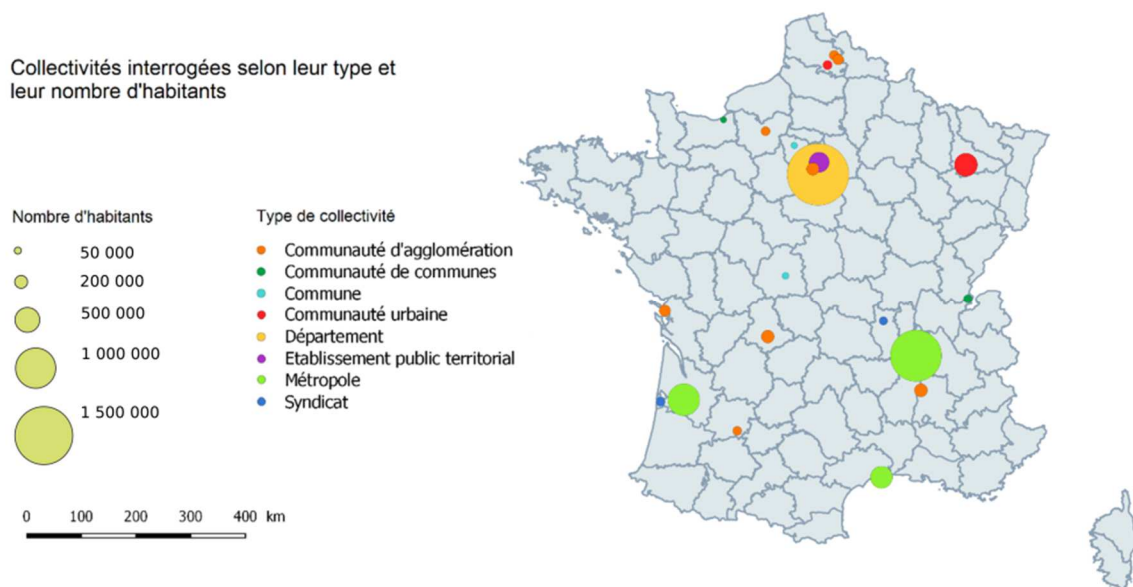 Collectivités interrogées selon leur type et
leur nombre d'habitants
Nombre d'habitants
50 000
200 000
500 000
1 000 000
1 500 000
Type de collectivité
Communauté d'agglomération
Communauté de communes
Commune
Communauté urbaine
Département
Etablissement public territorial
Métropole
Syndicat
0 100 200 300 400 km